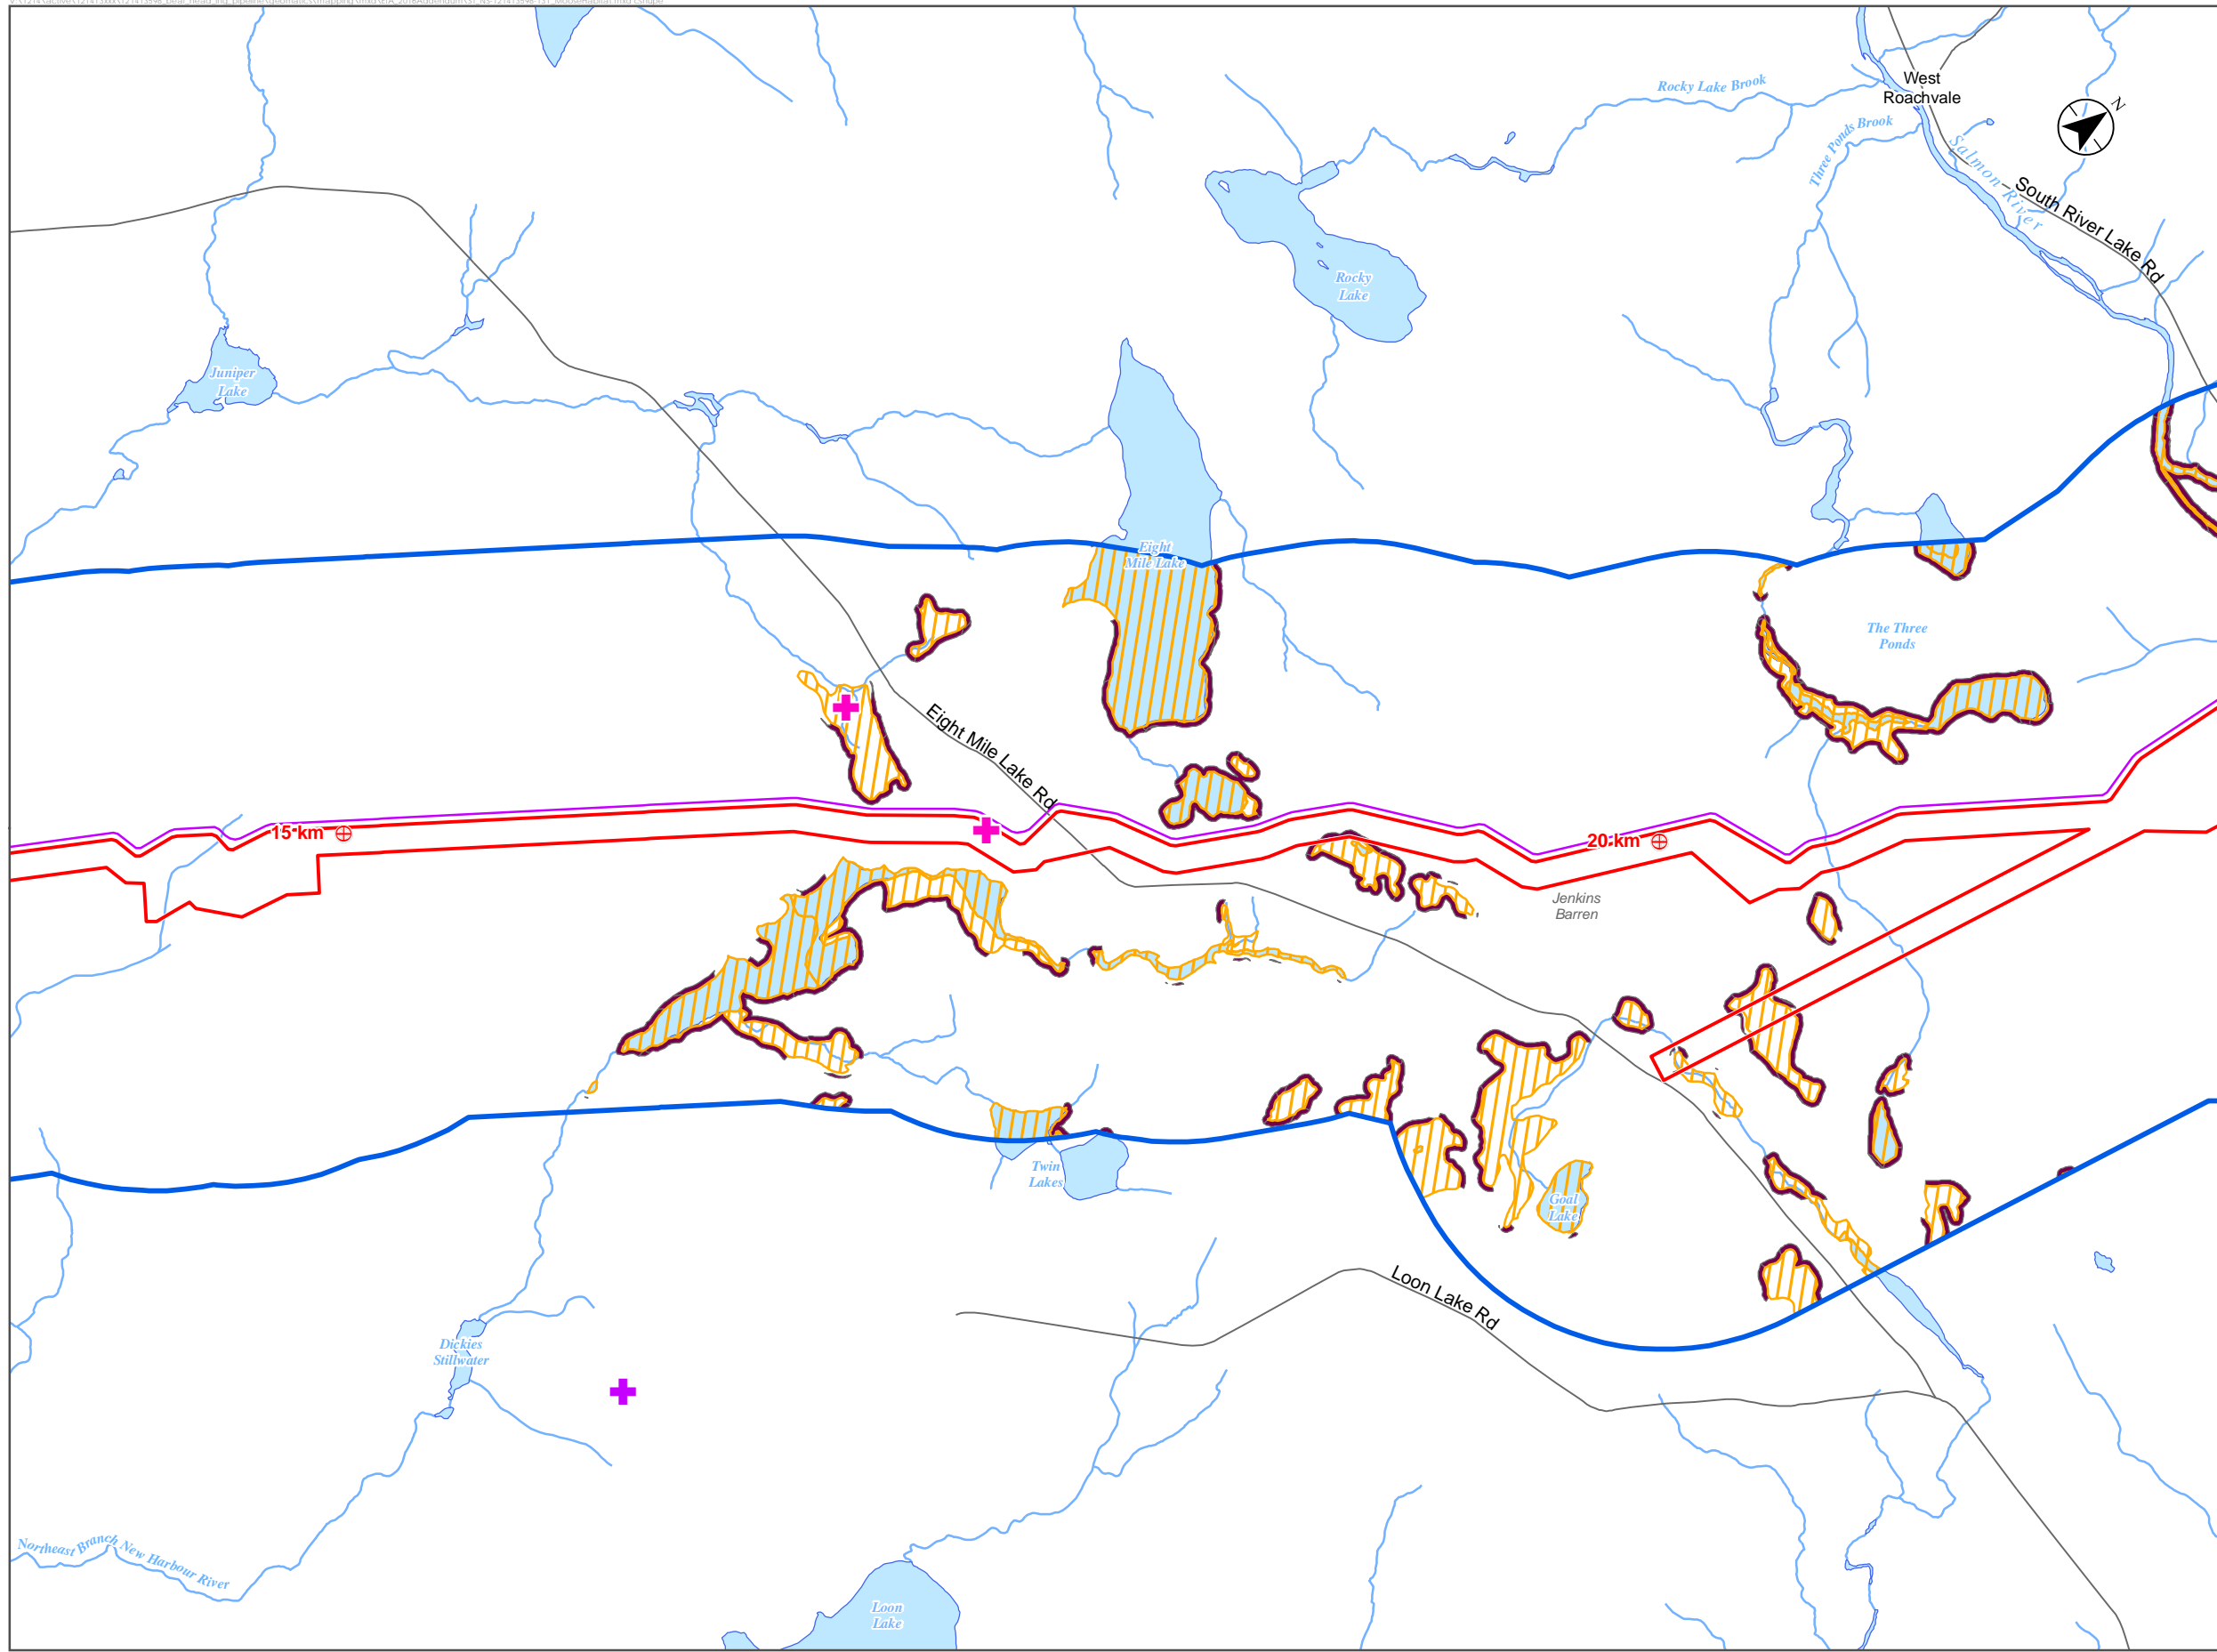 Rocky Lake Brook
West
Roachvale
N
Three Ponds Brook
Salmon River
South River Lake Rd
Rocky
Lake
Juniper
Lake
Eight
Mile Lake
The Three
Ponds
Eight Mile Lake Rd
15 km
20 km
Jenkins
Barren
Twin
Lakes
Goal
Lake
Loon Lake Rd
Dickies
Stillwater
Northeast Branch New Harbour River
Loon
Lake